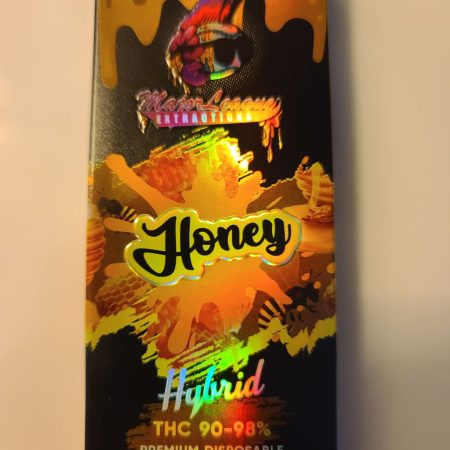 Major League
EXTRACTIONS
Honey
Hybrid
THC 90-98%
PREMIUM DISPOSABLE